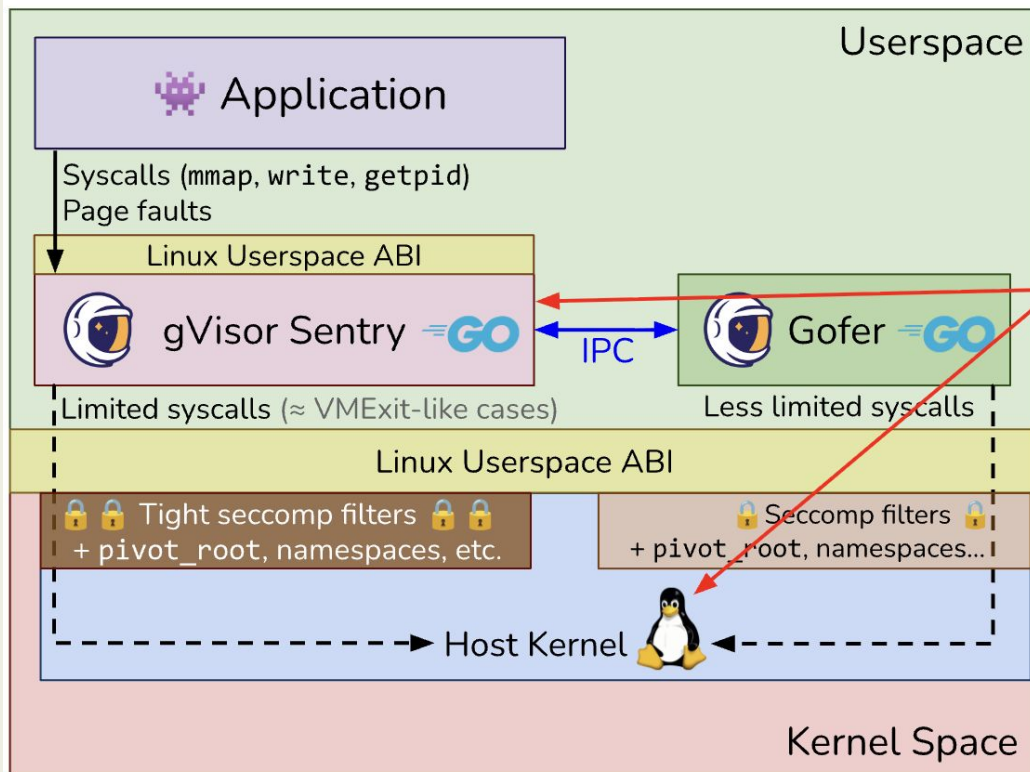 Userspace
Application
Syscalls (mmap, write, getpid)
Page faults
Linux Userspace ABI
gVisor Sentry GO
IPC
Gofer GO
Limited syscalls (≈ VMExit-like cases)
Less limited syscalls
Linux Userspace ABI
Tight seccomp filters
+ pivot_root, namespaces, etc.
Seccomp filters
+ pivot_root, namespaces...
Host Kernel
Kernel Space